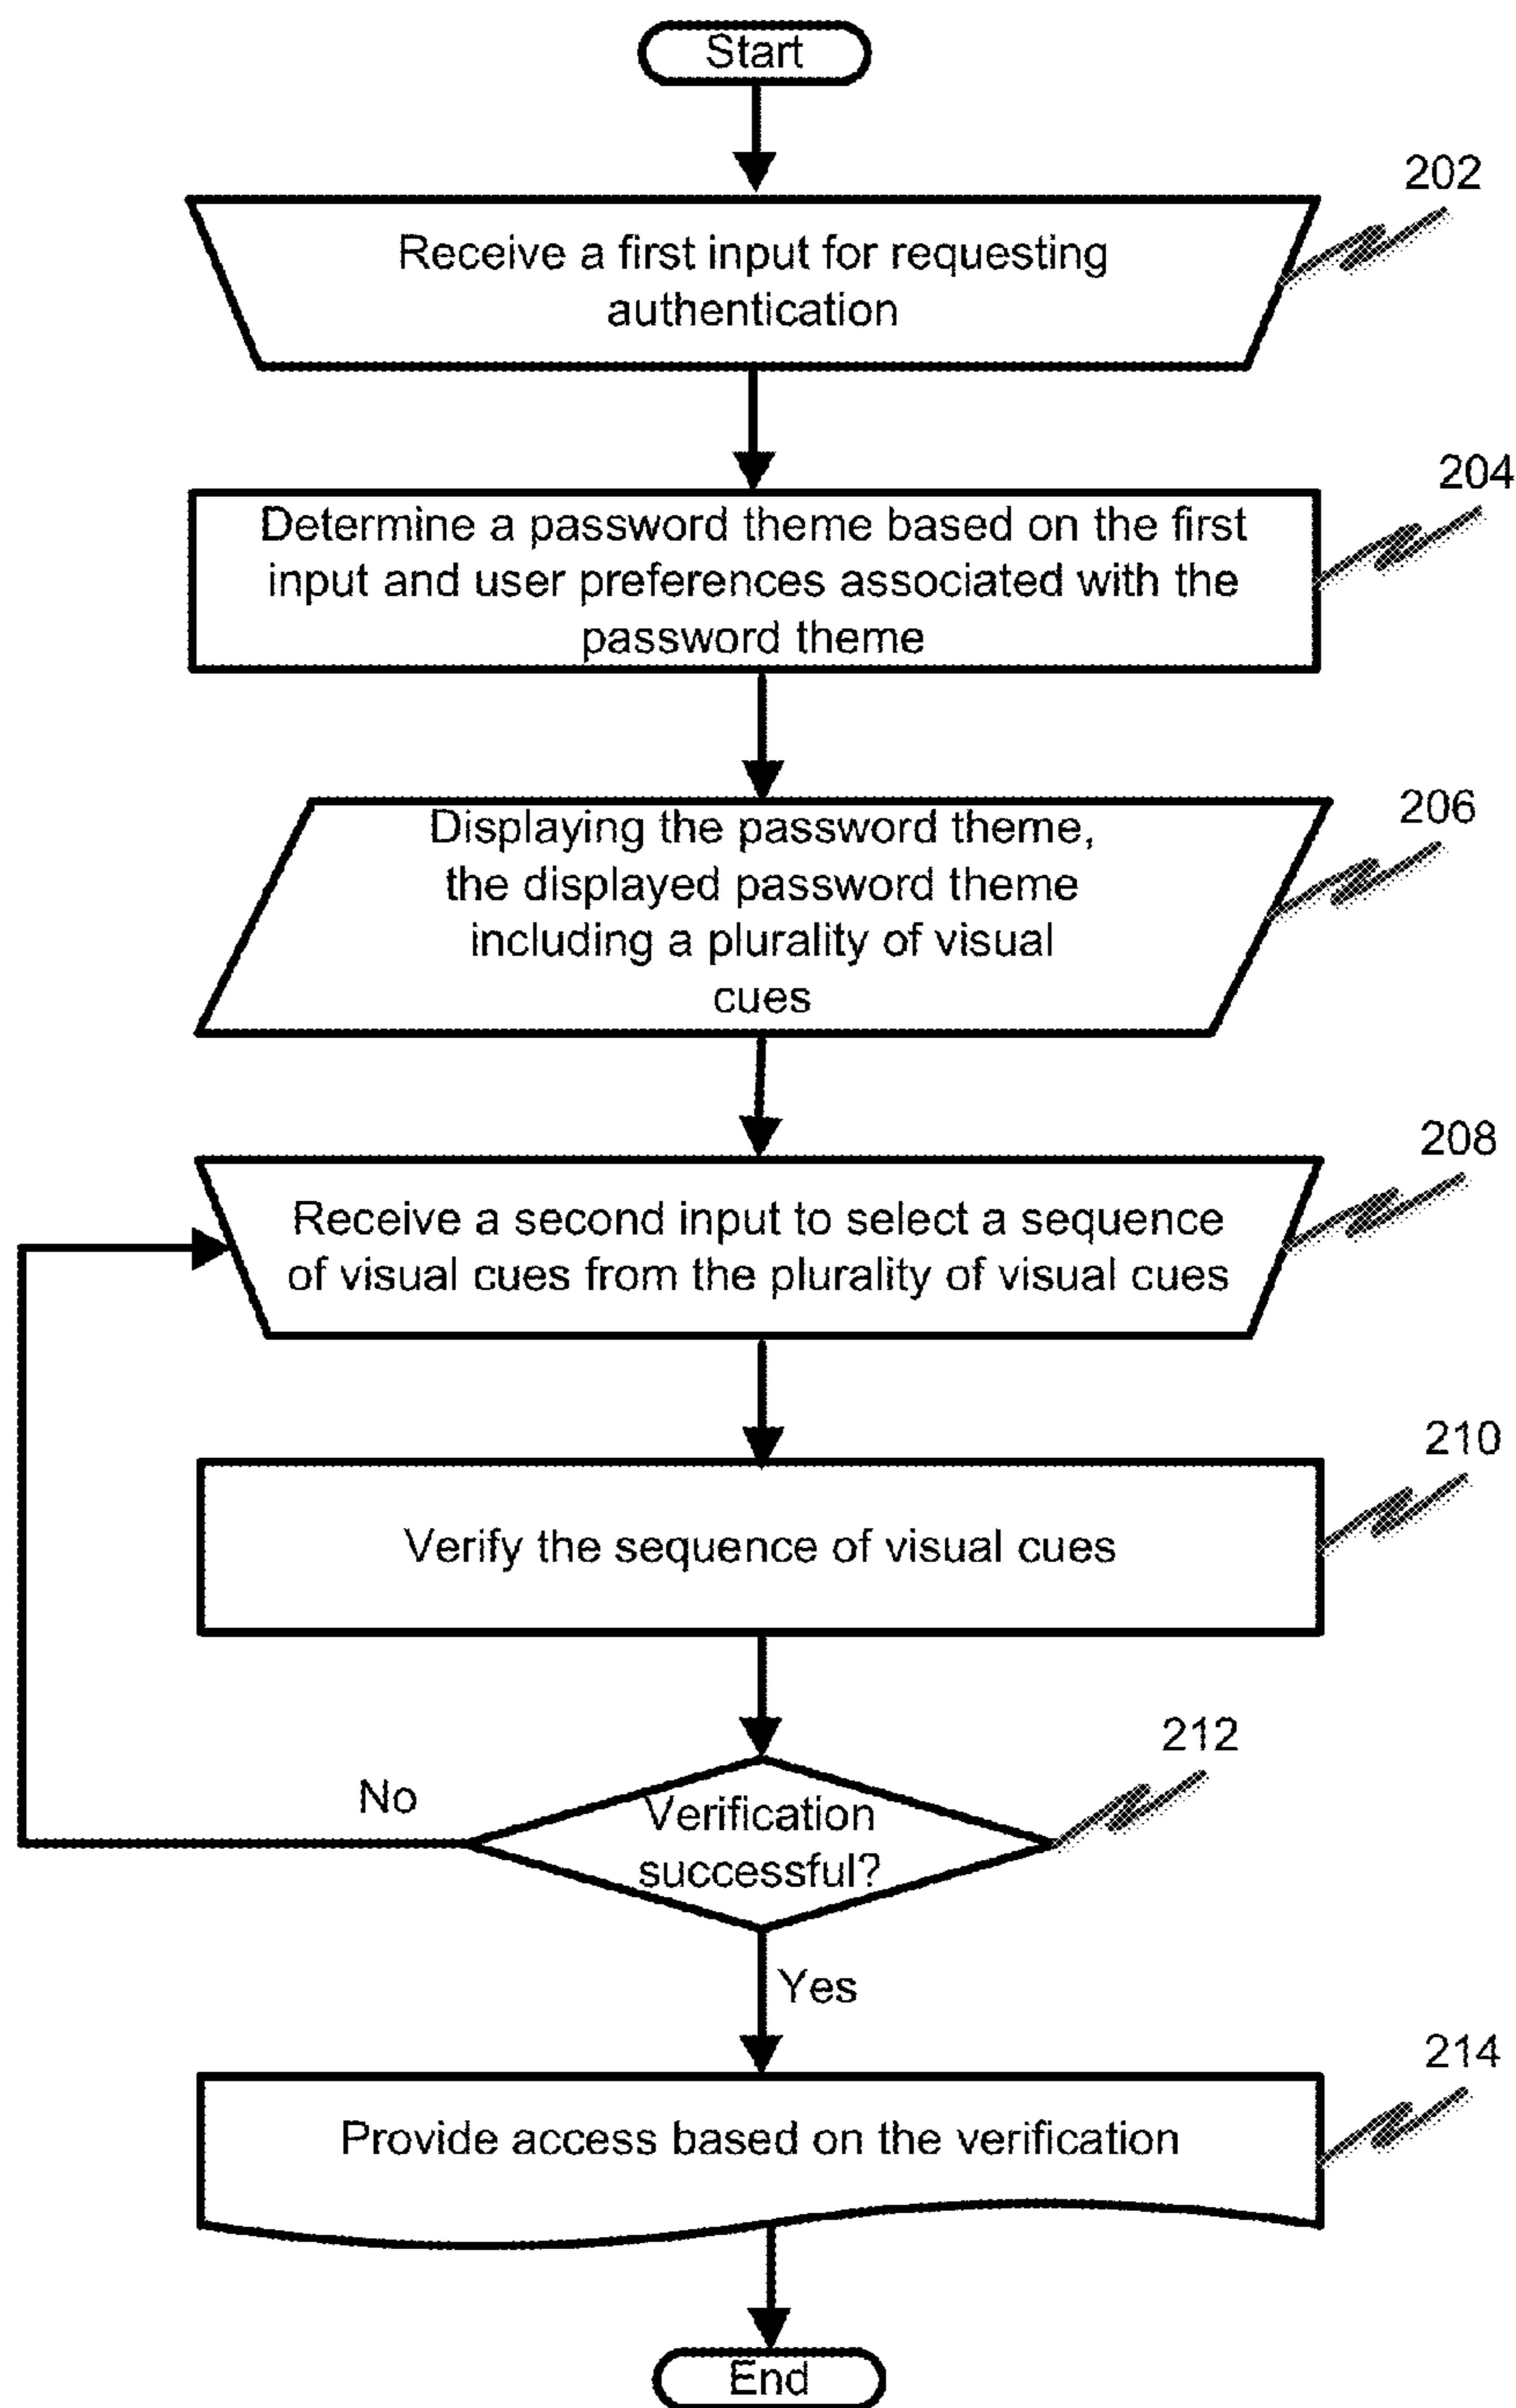 Start
202
Receive a first input for requesting
authentication
204
Determine a password theme based on the first
input and user preferences associated with the
password theme
206
Displaying the password theme,
the displayed password theme
including a plurality of visual
cues
208
Receive a second input to select a sequence
of visual cues from the plurality of visual cues
210
Verify the sequence of visual cues
212
No
Verification
successful?
Yes
214
Provide access based on the verification
End